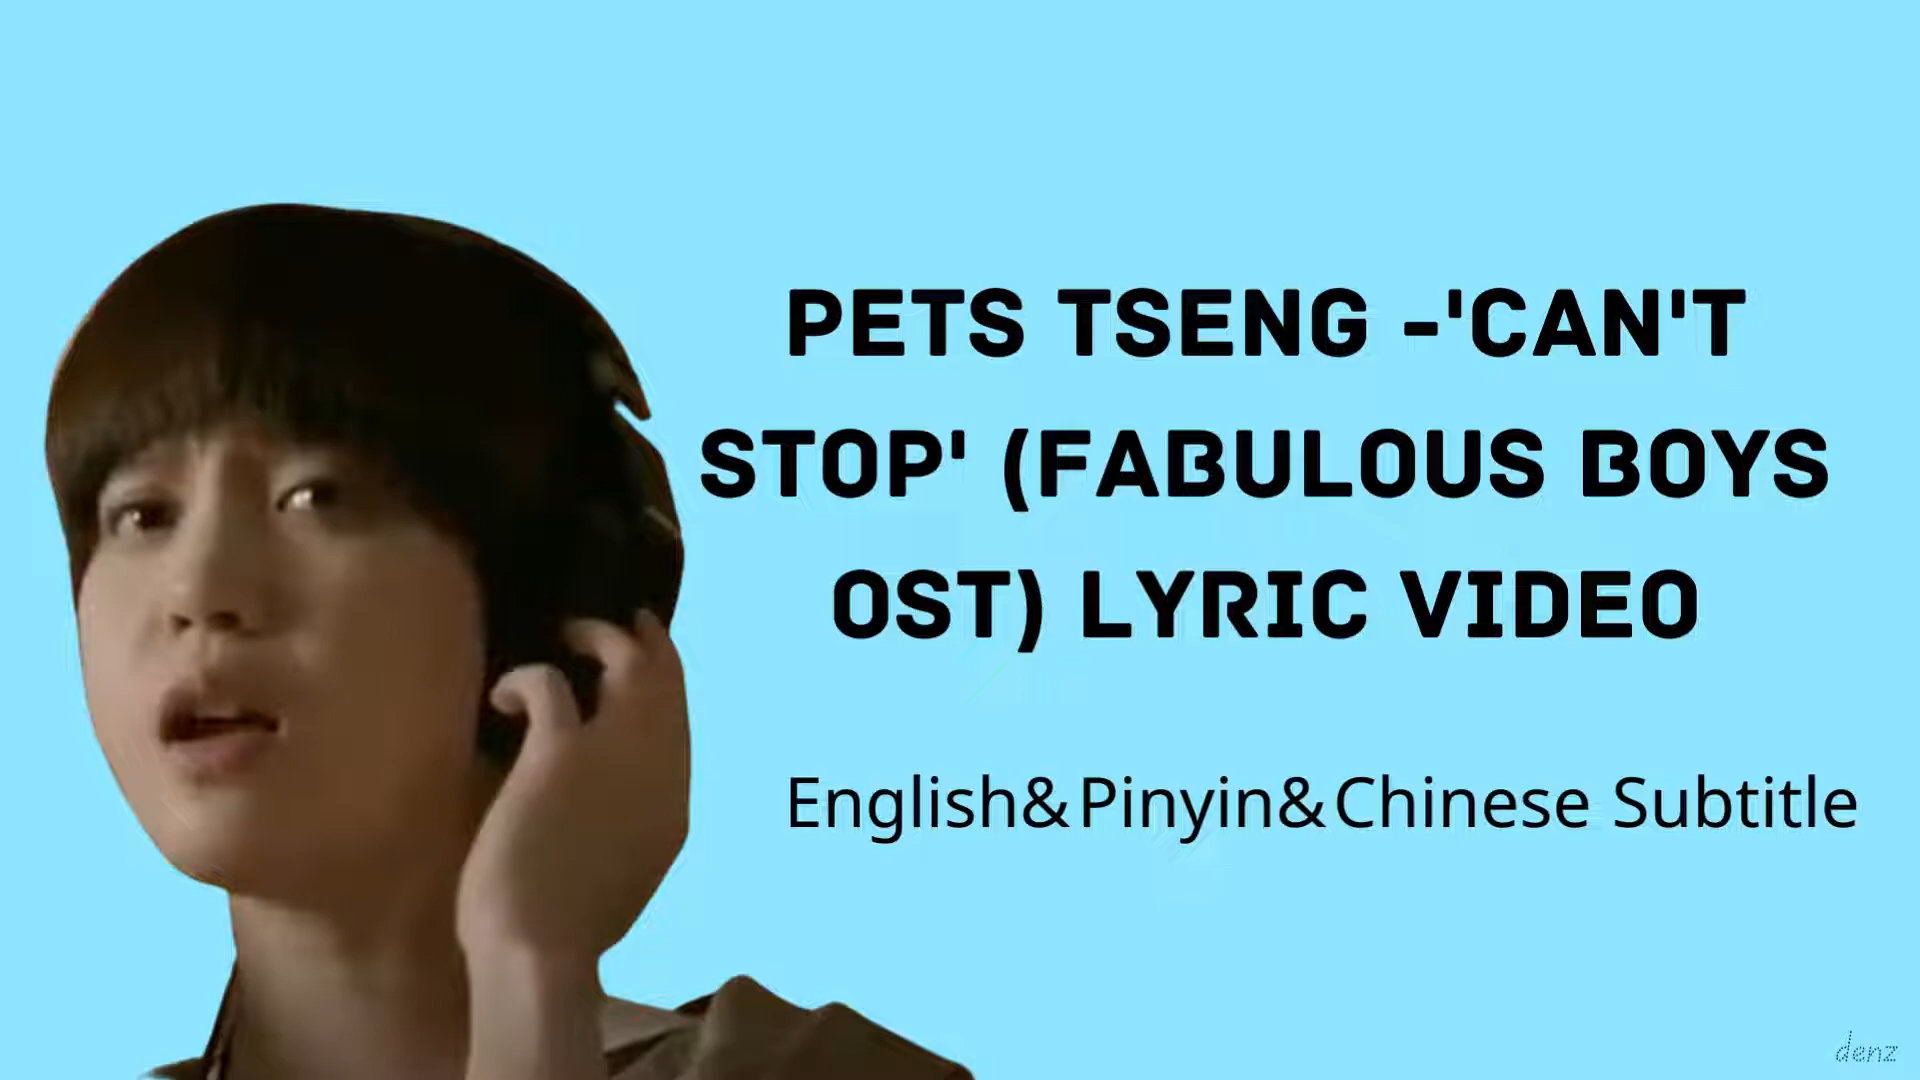 PETS TSENG -'CAN'T
STOP' (FABULOUS BOYS
OST) LYRIC VIDEO
English&Pinyin&Chinese Subtitle
denz